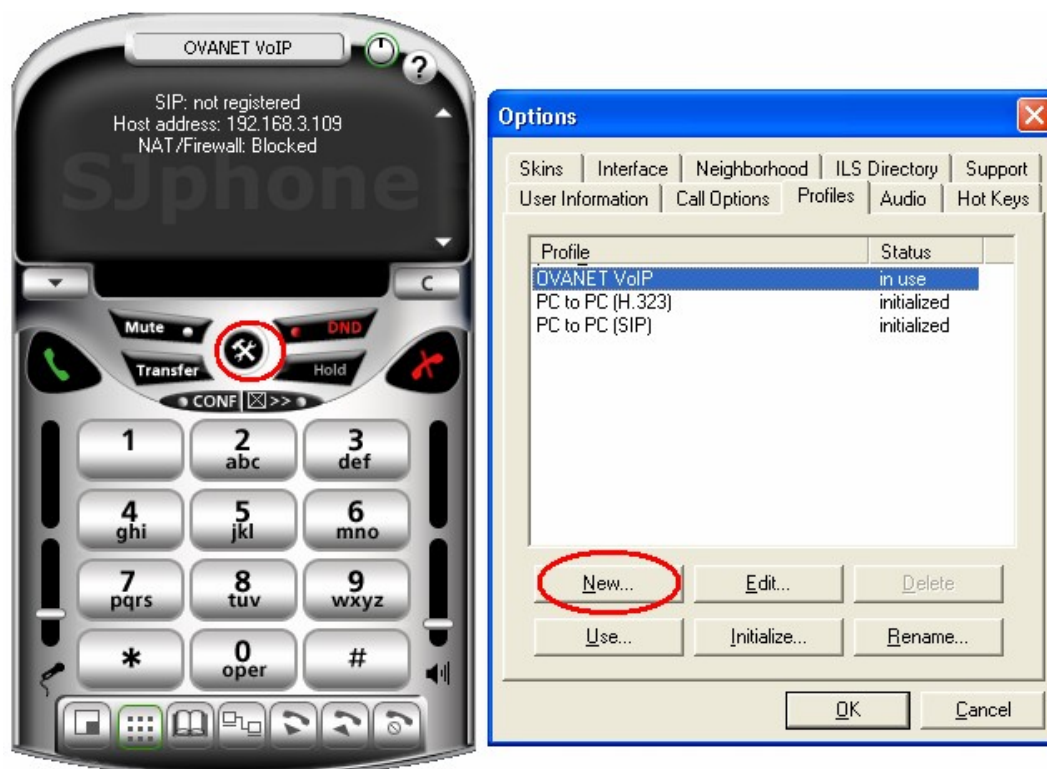 OVANET VoIP
?
SIP: not registered
Host address: 192.168.3.109
NAT/Firewall: Blocked
SJphone
C
Mute
DND
Transfer
Hold
CONF >>
1
2
abc
3
def
4
ghi
5
jkl
6
mno
7
pqrs
8
tuv
9
wxyz
*
0
oper
#
Options
Skins Interface Neighborhood ILS Directory Support
User Information Call Options Profiles Audio Hot Keys
Profile Status
OVANET VoIP in use
PC to PC (H.323) initialized
PC to PC (SIP) initialized
New... Edit... Delete
Use... Initialize... Rename...
OK Cancel